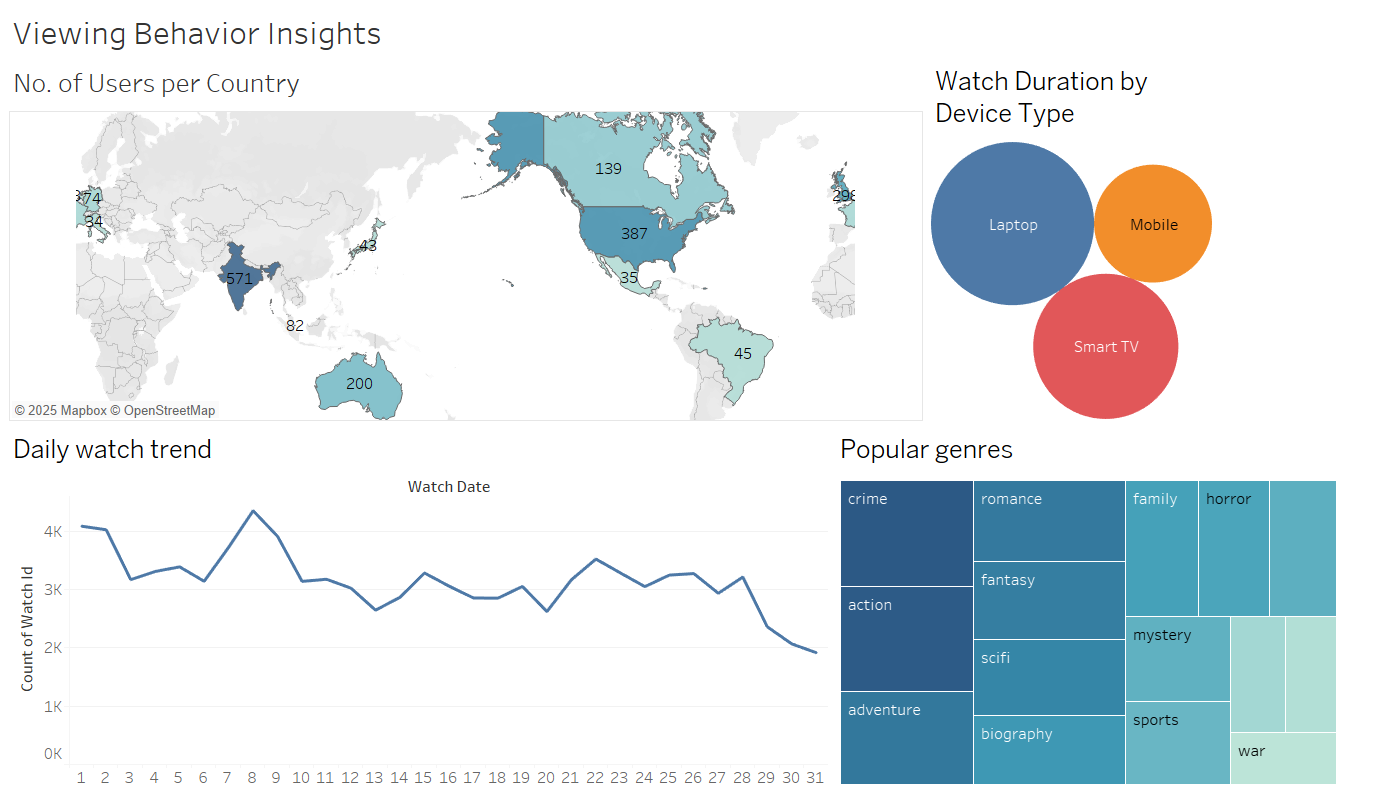 Viewing Behavior Insights
No. of Users per Country
139
74
298
34
387
43
571
35
82
45
200
© 2025 Mapbox © OpenStreetMap
Watch Duration by
Device Type
Laptop
Mobile
Smart TV
Daily watch trend
Watch Date
Count of Watch Id
4K
3K
2K
1K
0K
1 2 3 4 5 6 7 8 9 10 11 12 13 14 15 16 17 18 19 20 21 22 23 24 25 26 27 28 29 30 31
Popular genres
crime
romance
family
horror
fantasy
action
mystery
scifi
adventure
sports
biography
war